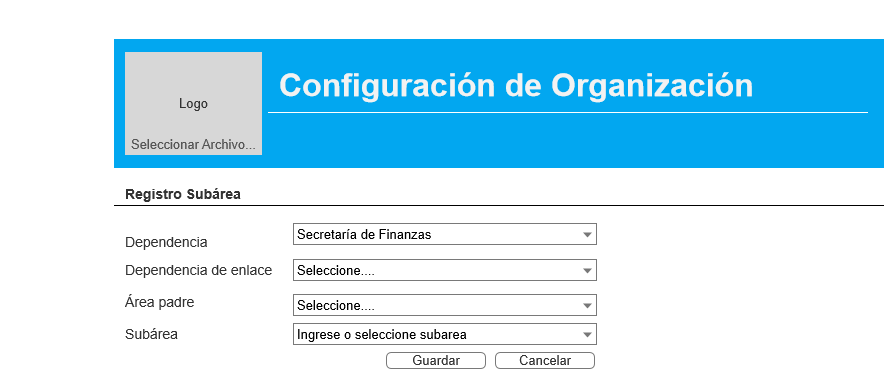 Configuración de Organización
Logo
Seleccionar Archivo...
Registro Subárea
Dependencia Secretaría de Finanzas
Dependencia de enlace Seleccione....
Área padre Seleccione....
Subárea Ingrese o seleccione subarea
Guardar Cancelar